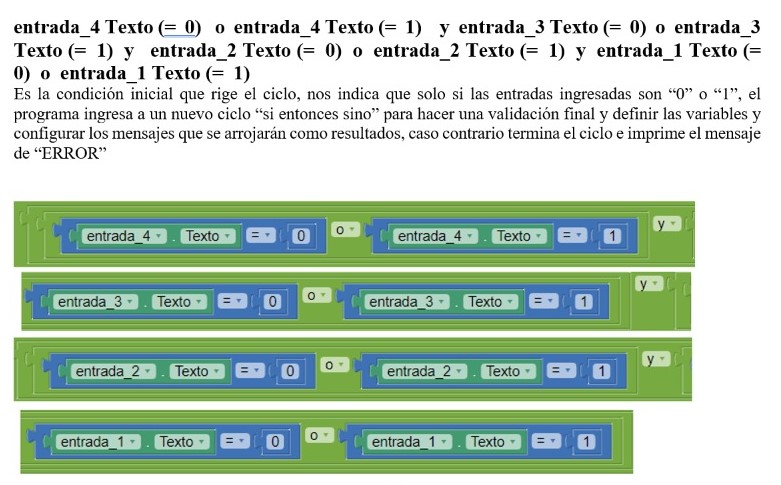 entrada_4 Texto (= 0) o entrada_4 Texto (= 1) y entrada_3 Texto (= 0) o entrada_3
Texto (= 1) y entrada_2 Texto (= 0) o entrada_2 Texto (= 1) y entrada_1 Texto (=
0) o entrada_1 Texto (= 1)
Es la condición inicial que rige el ciclo, nos indica que solo si las entradas ingresadas son “0” o “1”, el
programa ingresa a un nuevo ciclo “si entonces sino” para hacer una validación final y definir las variables y
configurar los mensajes que se arrojarán como resultados, caso contrario termina el ciclo e imprime el mensaje
de “ERROR”
entrada_4 . Texto = 0 o entrada_4 . Texto = 1 y
entrada_3 . Texto = 0 o entrada_3 . Texto = 1 y
entrada_2 . Texto = 0 o entrada_2 . Texto = 1 y
entrada_1 . Texto = 0 o entrada_1 . Texto = 1